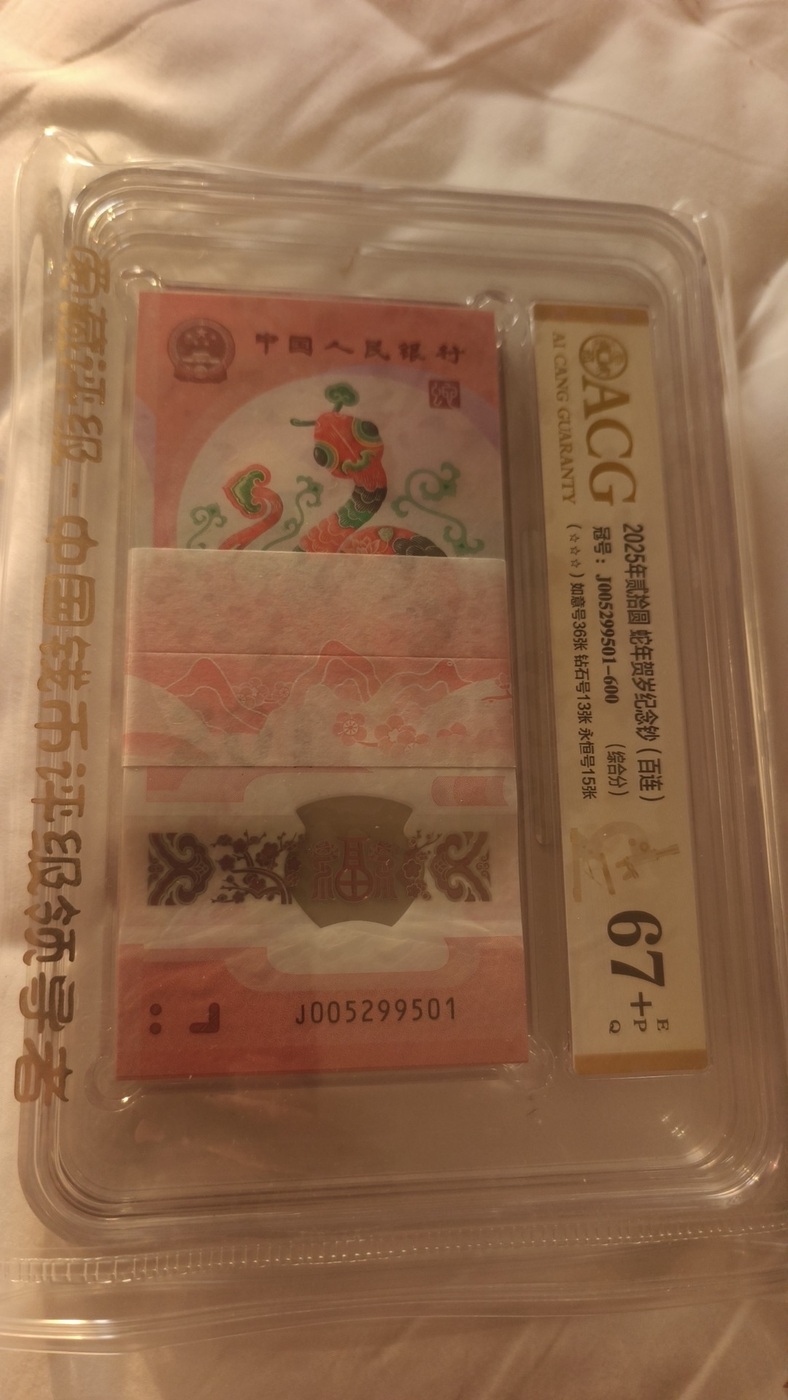 中国人民银行
J005299501
ACG
AI CANG GUARANTY
2025年贰拾圆 蛇年贺岁纪念钞（百连）
冠号：J005299501-600 （综合分）
（☆☆☆）如意号36张 钻石号13张 永恒号15张
67+
E
P
Q
爱藏评级-中国钱币评级领导者